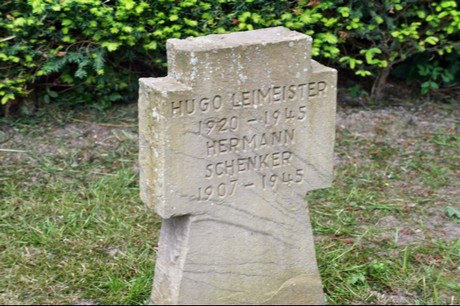 HUGO LEIMEISTER
1920 - 1945
HERMANN
SCHENKER
1907 - 1945